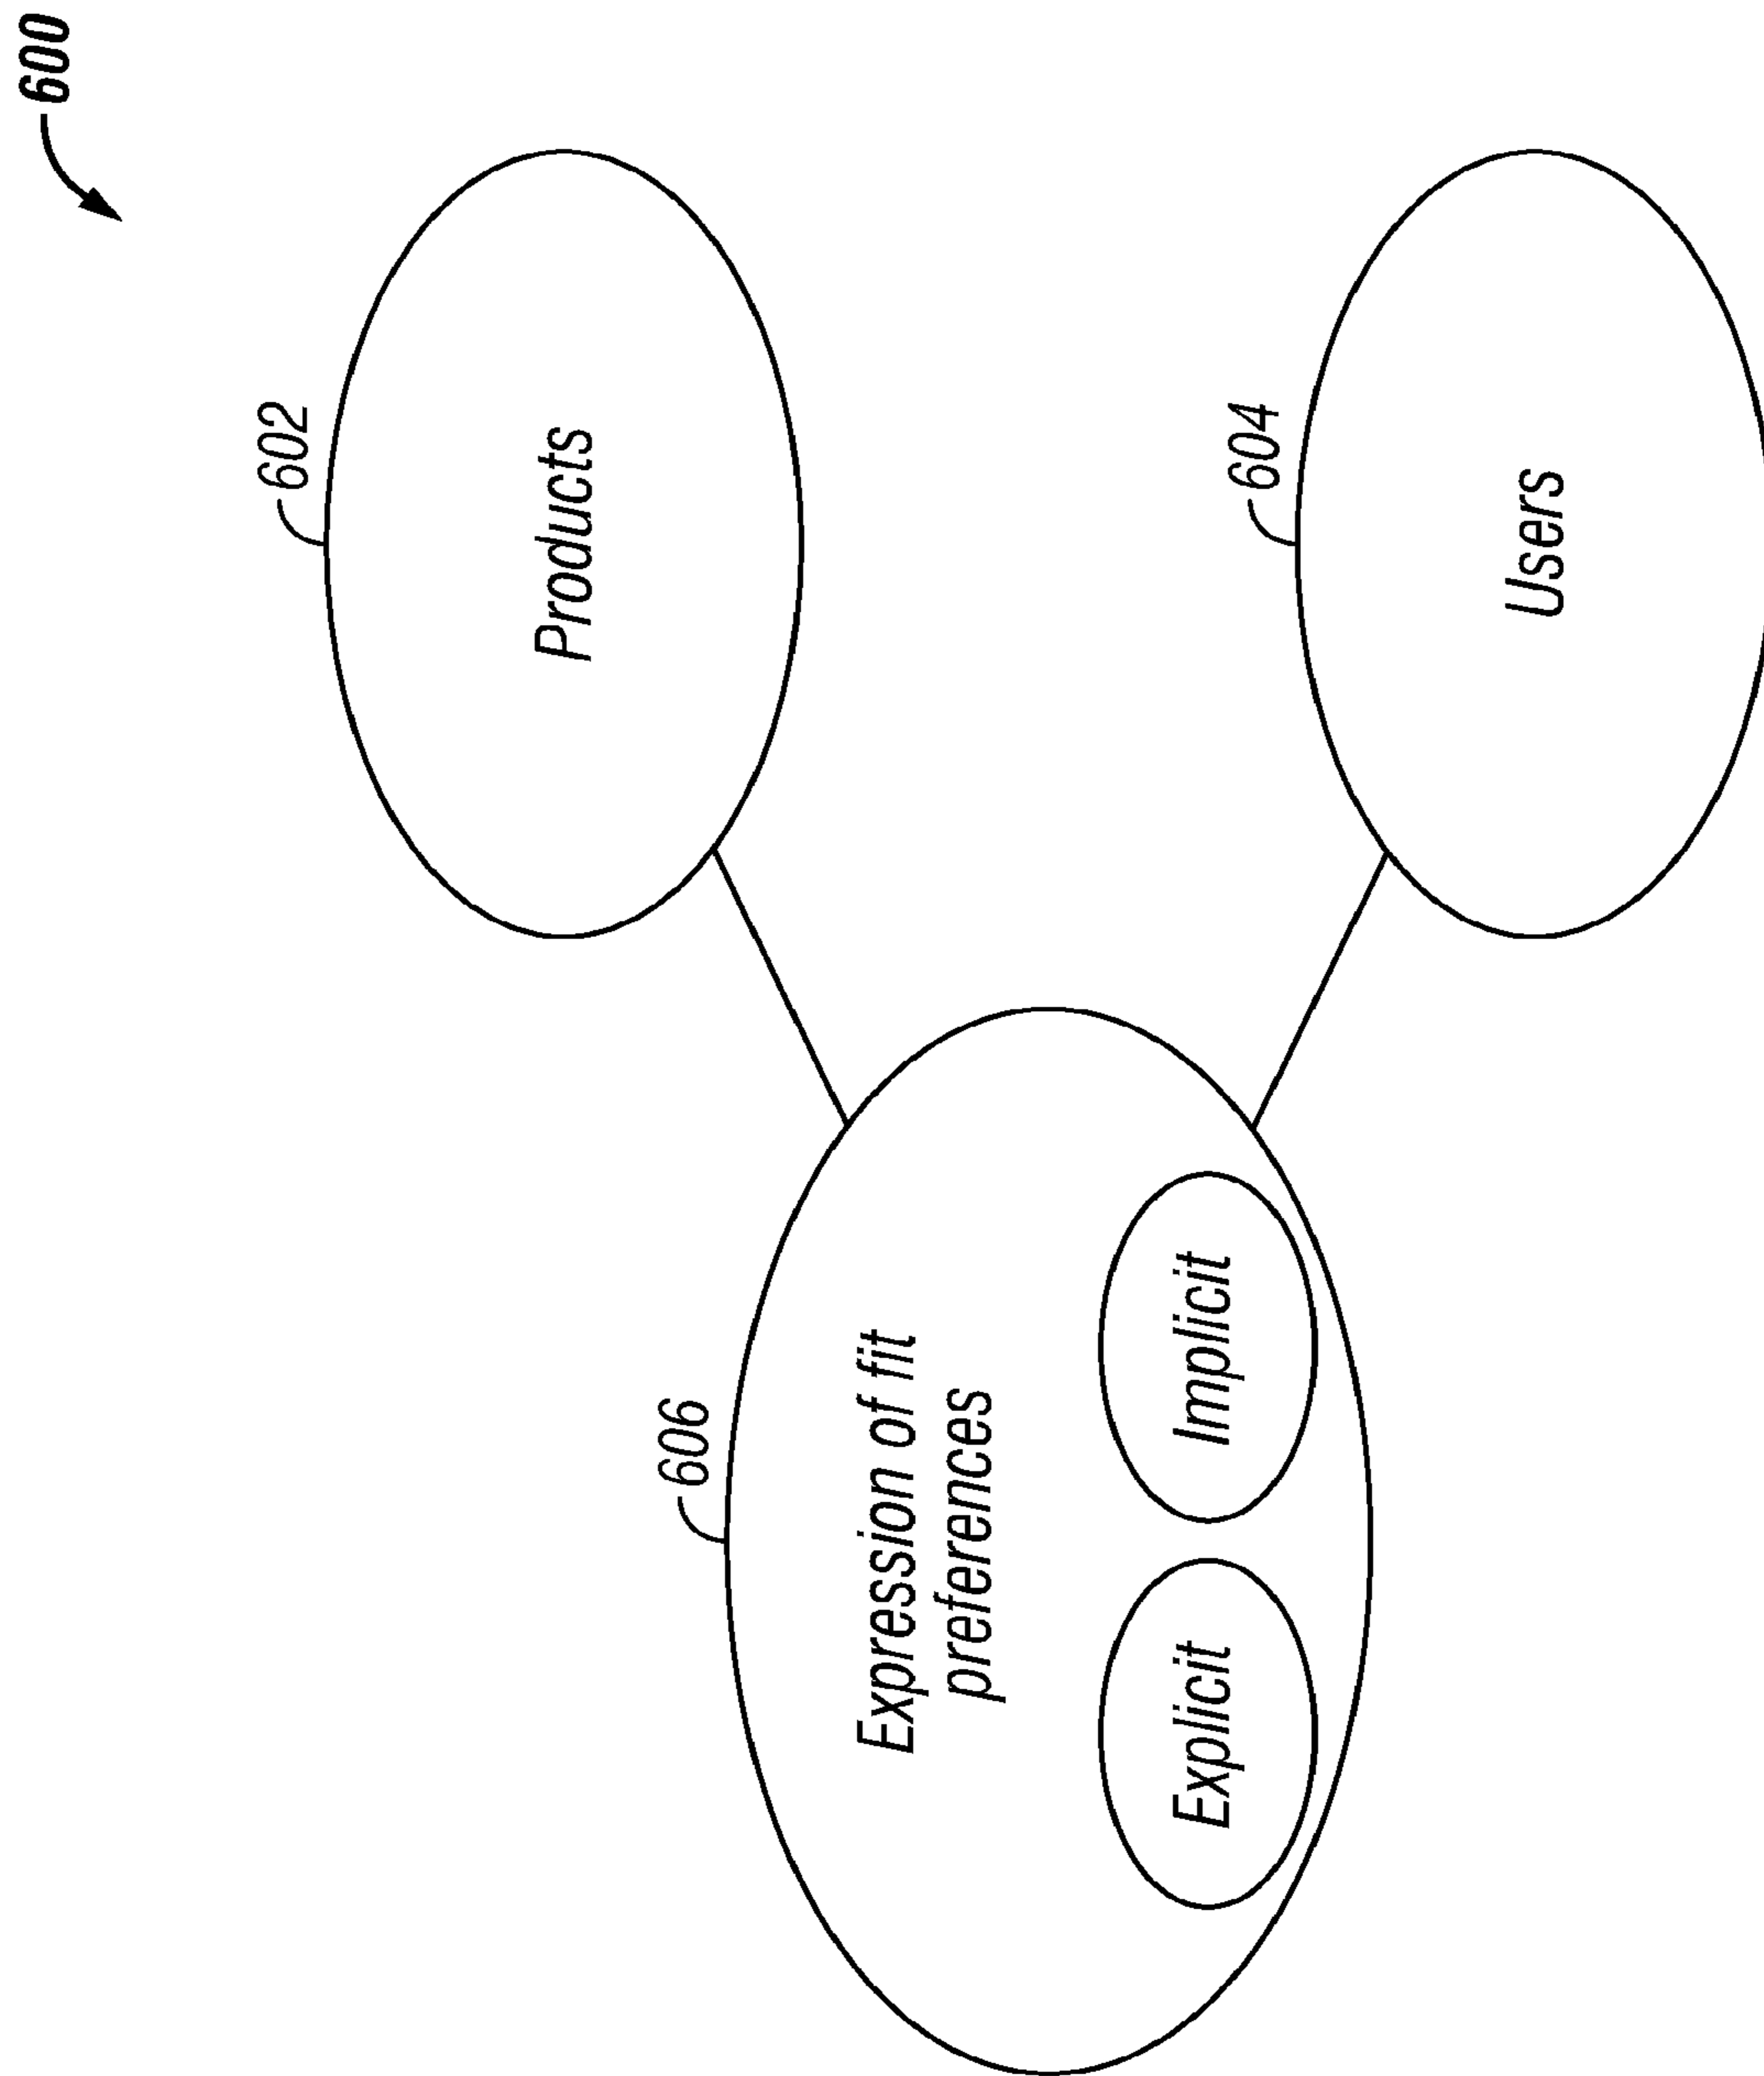 600
606
Expression of fit
preferences
Explicit
Implicit
602
Products
604
Users